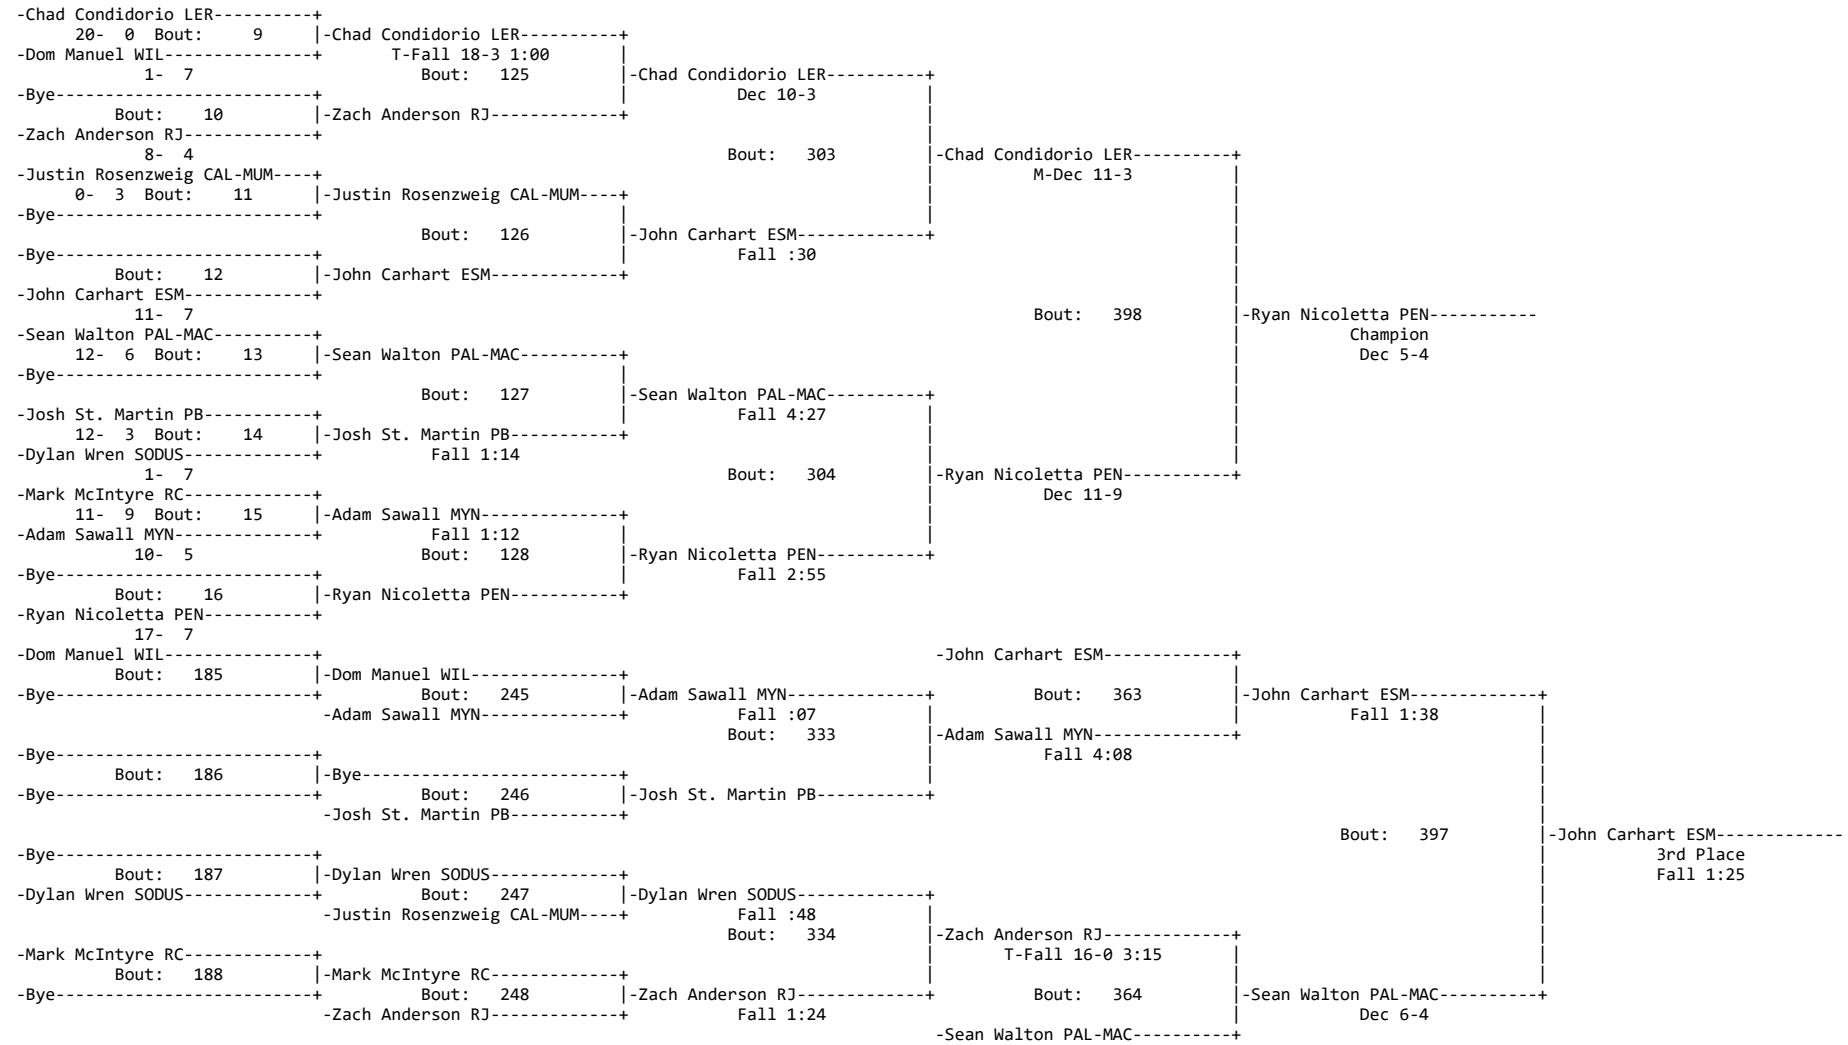 -Chad Condidorio LER----------+
20- 0 Bout: 9 |-Chad Condidorio LER----------+
-Dom Manuel WIL---------------+ T-Fall 18-3 1:00 |
1- 7 Bout: 125 |-Chad Condidorio LER----------+
-Bye--------------------------+ | Dec 10-3 |
Bout: 10 |-Zach Anderson RJ-------------+ |
-Zach Anderson RJ-------------+ |
8- 4 Bout: 303 |-Chad Condidorio LER----------+
-Justin Rosenzweig CAL-MUM----+ | M-Dec 11-3 |
0- 3 Bout: 11 |-Justin Rosenzweig CAL-MUM----+ | |
-Bye--------------------------+ | | |
Bout: 126 |-John Carhart ESM-------------+ |
-Bye--------------------------+ | Fall :30 |
Bout: 12 |-John Carhart ESM-------------+ |
-John Carhart ESM-------------+ |
11- 7 Bout: 398 |-Ryan Nicoletta PEN-----------
-Sean Walton PAL-MAC----------+ | Champion
12- 6 Bout: 13 |-Sean Walton PAL-MAC----------+ | Dec 5-4
-Bye--------------------------+ | |
Bout: 127 |-Sean Walton PAL-MAC----------+ |
-Josh St. Martin PB-----------+ | Fall 4:27 | |
12- 3 Bout: 14 |-Josh St. Martin PB-----------+ | |
-Dylan Wren SODUS-------------+ Fall 1:14 | |
1- 7 Bout: 304 |-Ryan Nicoletta PEN-----------+
-Mark McIntyre RC-------------+ | Dec 11-9
11- 9 Bout: 15 |-Adam Sawall MYN--------------+ |
-Adam Sawall MYN--------------+ Fall 1:12 | |
10- 5 Bout: 128 |-Ryan Nicoletta PEN-----------+
-Bye--------------------------+ | Fall 2:55
Bout: 16 |-Ryan Nicoletta PEN-----------+
-Ryan Nicoletta PEN-----------+
17- 7
-Dom Manuel WIL---------------+ -John Carhart ESM-------------+
Bout: 185 |-Dom Manuel WIL---------------+ |
-Bye--------------------------+ Bout: 245 |-Adam Sawall MYN--------------+ Bout: 363 |-John Carhart ESM-------------+
-Adam Sawall MYN--------------+ Fall :07 | | Fall 1:38 |
Bout: 333 |-Adam Sawall MYN--------------+ |
-Bye--------------------------+ | Fall 4:08 |
Bout: 186 |-Bye--------------------------+ | |
-Bye--------------------------+ Bout: 246 |-Josh St. Martin PB-----------+ |
-Josh St. Martin PB-----------+ |
Bout: 397 |-John Carhart ESM-------------
-Bye--------------------------+ | 3rd Place
Bout: 187 |-Dylan Wren SODUS-------------+ | Fall 1:25
-Dylan Wren SODUS-------------+ Bout: 247 |-Dylan Wren SODUS-------------+ |
-Justin Rosenzweig CAL-MUM----+ Fall :48 | |
Bout: 334 |-Zach Anderson RJ-------------+ |
-Mark McIntyre RC-------------+ | T-Fall 16-0 3:15 | |
Bout: 188 |-Mark McIntyre RC-------------+ | | |
-Bye--------------------------+ Bout: 248 |-Zach Anderson RJ-------------+ Bout: 364 |-Sean Walton PAL-MAC----------+
-Zach Anderson RJ-------------+ Fall 1:24 | Dec 6-4
-Sean Walton PAL-MAC----------+